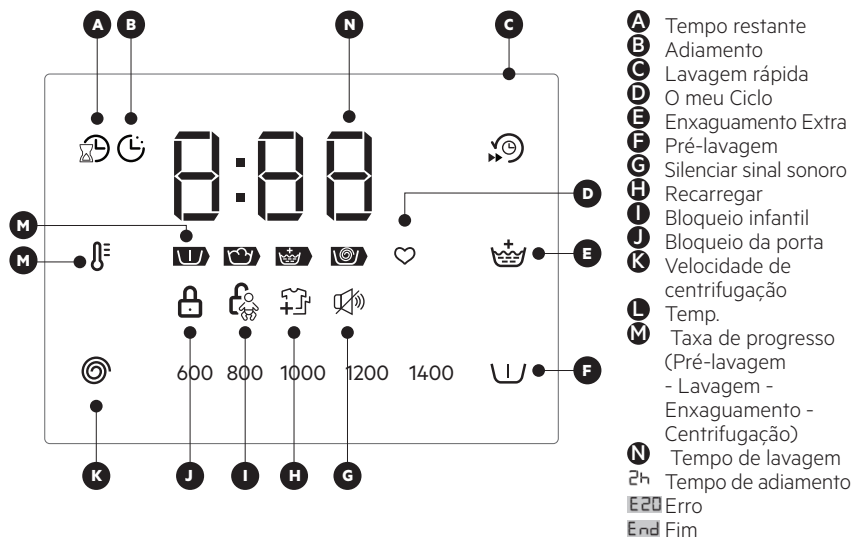 A B N C
8:88
M
D
M
E
600 800 1000 1200 1400
F
K J I H G
A Tempo restante
B Adiamento
C Lavagem rápida
D O meu Ciclo
E Enxaguamento Extra
F Pré-lavagem
G Silenciar sinal sonoro
H Recarregar
I Bloqueio infantil
J Bloqueio da porta
K Velocidade de
centrifugação
L Temp.
M Taxa de progresso
(Pré-lavagem
- Lavagem -
Enxaguamento -
Centrifugação)
N Tempo de lavagem
2h Tempo de adiamento
E20 Erro
End Fim